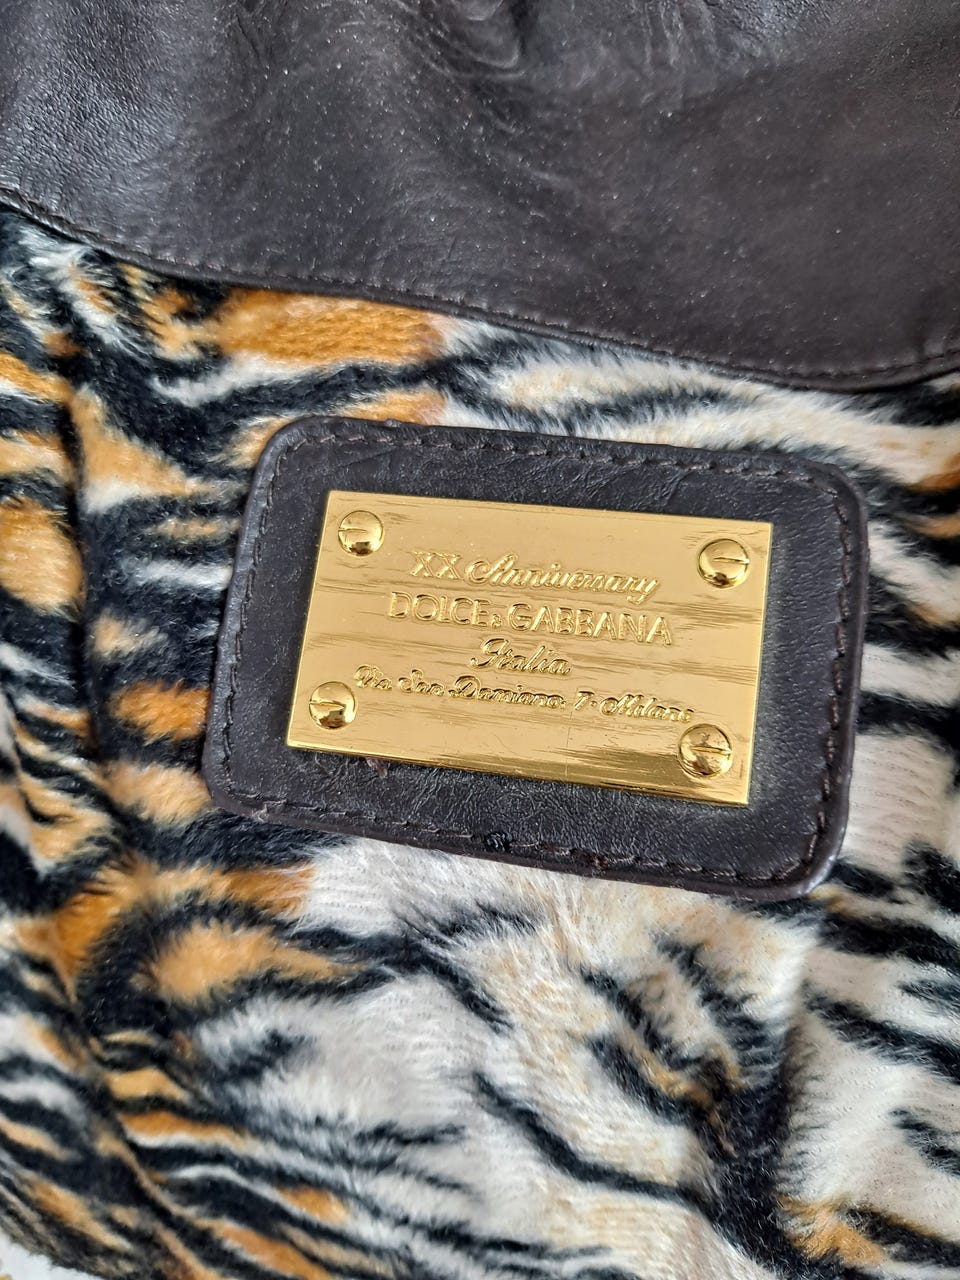 XX Anniversary
DOLCE & GABBANA
Italia
Via San Damiano, 7 - Milano